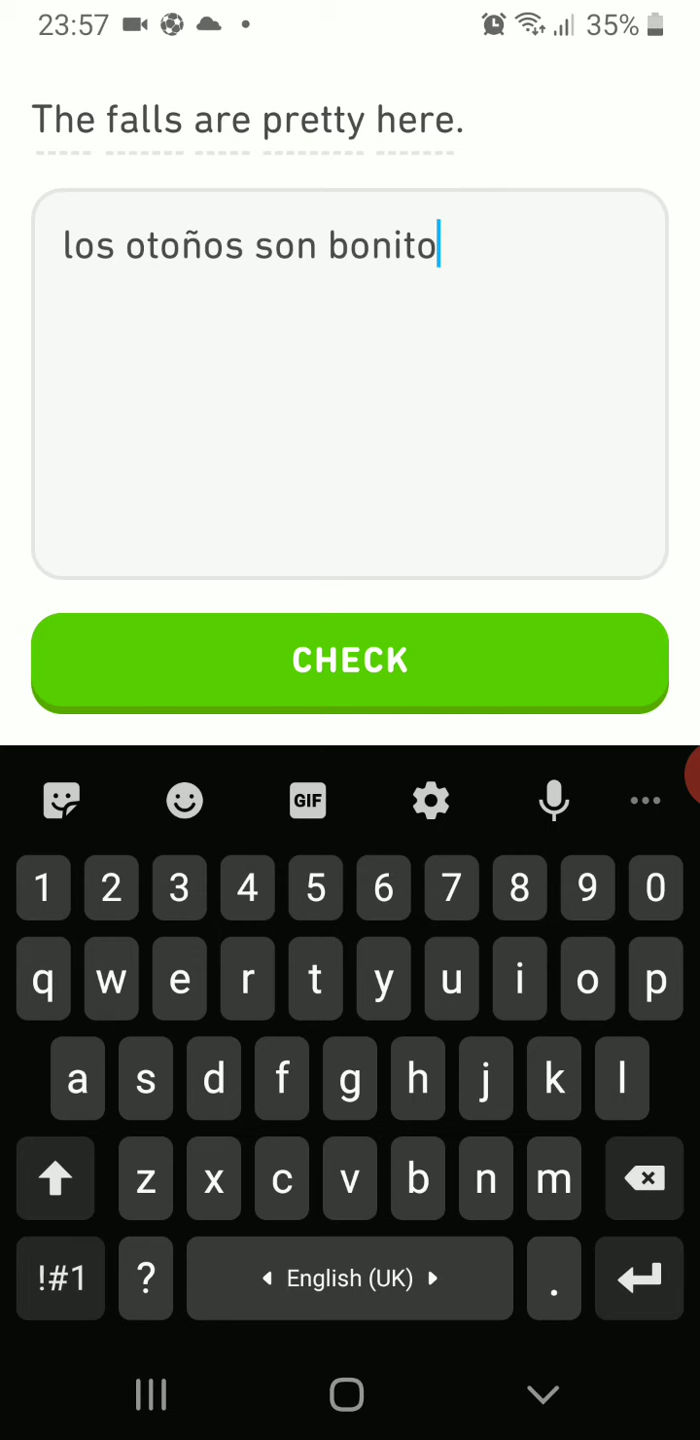 23:57 35%
The falls are pretty here.
los otoños son bonito
CHECK
GIF
1 2 3 4 5 6 7 8 9 0
q w e r t y u i o p
a s d f g h j k l
z x c v b n m
!#1 ? English (UK) .